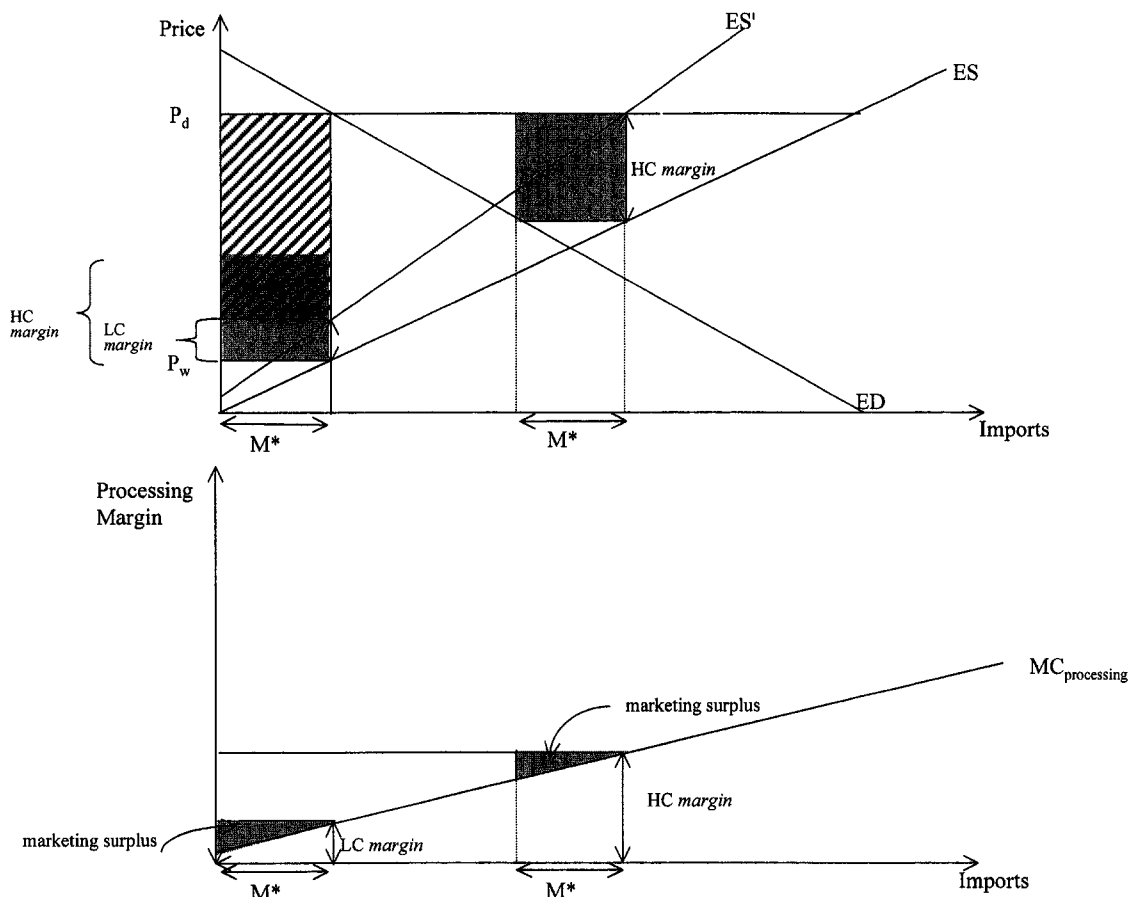 Price
ES'
ES
P_d
HC margin
HC
margin
LC
margin
P_w
ED
M*
M*
Imports
Processing
Margin
MC_processing
marketing surplus
HC margin
marketing surplus
LC margin
M*
M*
Imports